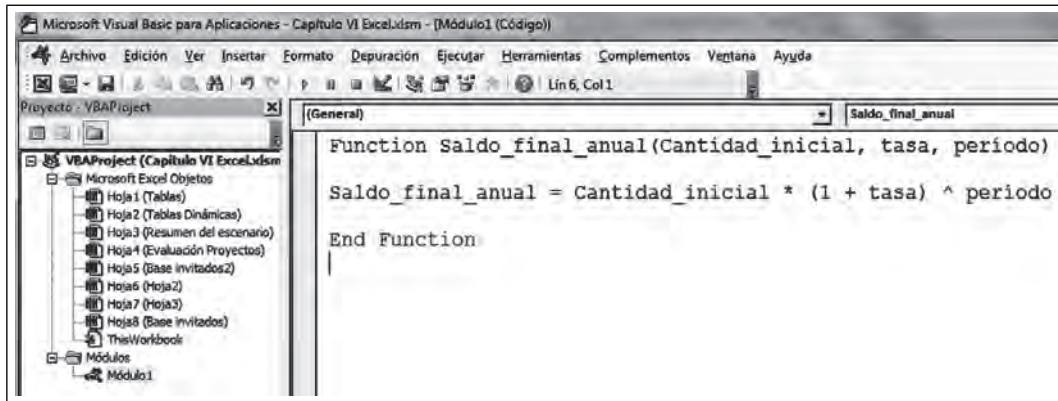 Microsoft Visual Basic para Aplicaciones - Capítulo VI Excel.xlsm - [Módulo1 (Código)]
Archivo Edición Ver Insertar Formato Depuración Ejecutar Herramientas Complementos Ventana Ayuda
Lín 6, Col 1
Proyecto - VBAProject
(General)
Saldo_final_anual
VBAProject (Capítulo VI Excel.xlsm
Microsoft Excel Objetos
Hoja1 (Tablas)
Hoja2 (Tablas Dinámicas)
Hoja3 (Resumen del escenario)
Hoja4 (Evaluación Proyectos)
Hoja5 (Base invitados2)
Hoja6 (Hoja2)
Hoja7 (Hoja3)
Hoja8 (Base invitados)
ThisWorkbook
Módulos
Módulo1
Function Saldo_final_anual(Cantidad_inicial, tasa, periodo)
Saldo_final_anual = Cantidad_inicial * (1 + tasa) ^ periodo
End Function